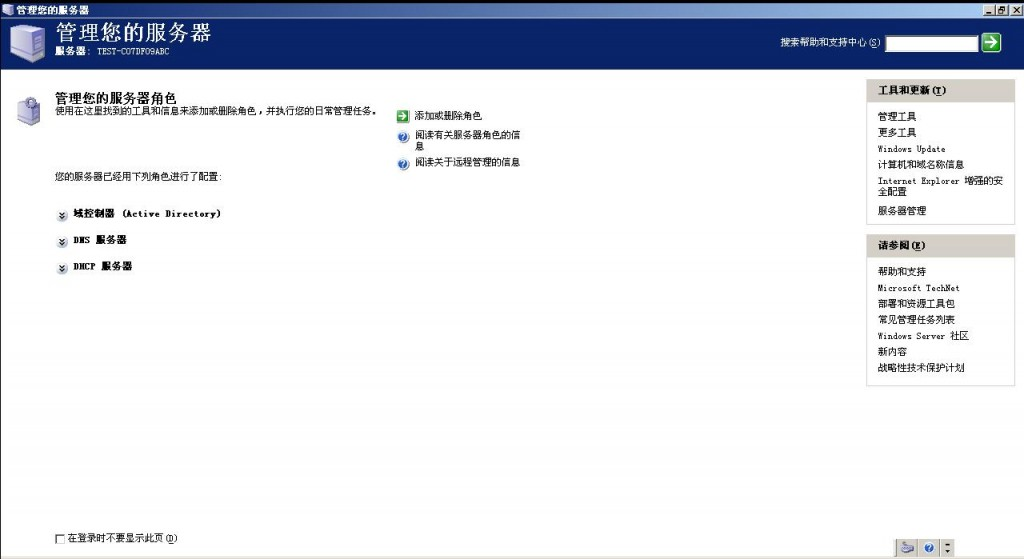 管理您的服务器
管理您的服务器
服务器: TEST-C07DF09ABC
搜索帮助和支持中心(S)
管理您的服务器角色
使用在这里找到的工具和信息来添加或删除角色，并执行您的日常管理任务。
添加或删除角色
阅读有关服务器角色的信
息
阅读关于远程管理的信息
您的服务器已经用下列角色进行了配置:
域控制器 (Active Directory)
DNS 服务器
DHCP 服务器
工具和更新(T)
管理工具
更多工具
Windows Update
计算机和域名称信息
Internet Explorer 增强的安
全配置
服务器管理
请参阅(E)
帮助和支持
Microsoft TechNet
部署和资源工具包
常见管理任务列表
Windows Server 社区
新内容
战略性技术保护计划
在登录时不要显示此页(D)